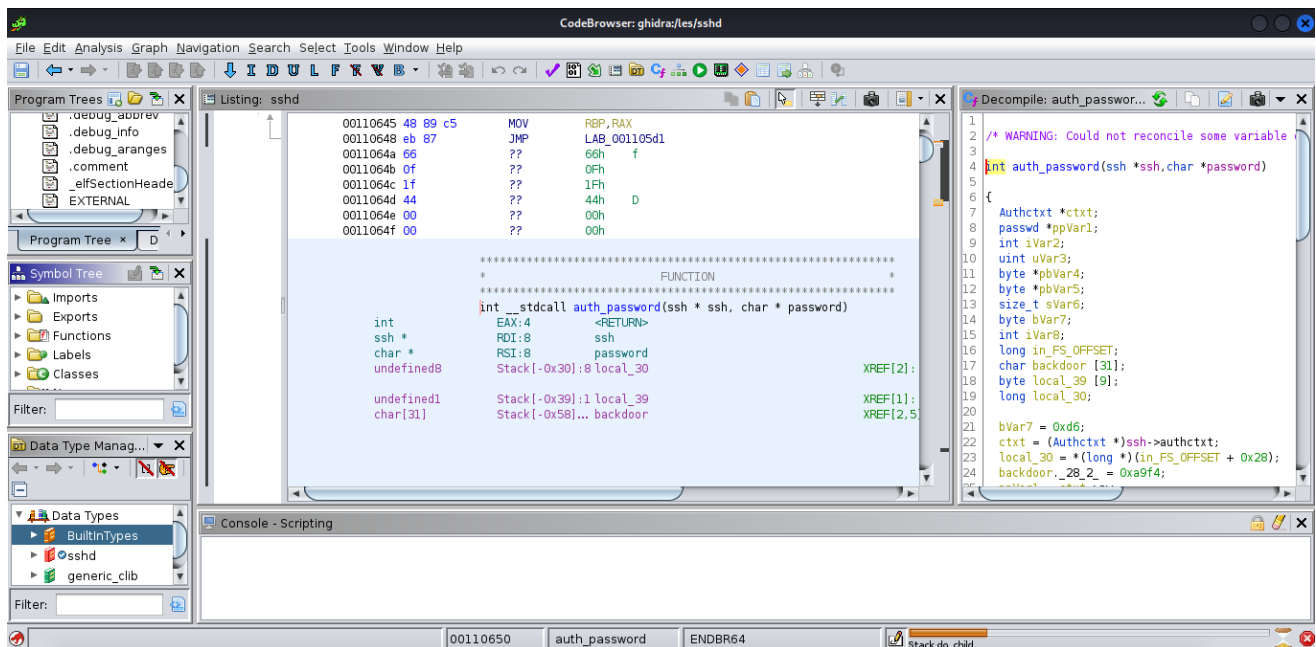 CodeBrowser: ghidra:/les/sshd
File Edit Analysis Graph Navigation Search Select Tools Window Help
I D U L F B
Program Trees
.debug_abbrev
.debug_info
.debug_aranges
.comment
_elfSectionHeade
EXTERNAL
Program Tree × D
Symbol Tree
Imports
Exports
Functions
Labels
Classes
Filter:
Data Type Manag...
Data Types
BuiltInTypes
sshd
generic_clib
Filter:
Listing: sshd
00110645 48 89 c5 MOV RBP,RAX
00110648 eb 87 JMP LAB_001105d1
0011064a 66 ?? 66h f
0011064b 0f ?? 0Fh
0011064c 1f ?? 1Fh
0011064d 44 ?? 44h D
0011064e 00 ?? 00h
0011064f 00 ?? 00h
**************************************************************
* FUNCTION *
**************************************************************
int __stdcall auth_password(ssh * ssh, char * password)
int EAX:4 <RETURN>
ssh * RDI:8 ssh
char * RSI:8 password
undefined8 Stack[-0x30]:8 local_30 XREF[2]:
undefined1 Stack[-0x39]:1 local_39 XREF[1]:
char[31] Stack[-0x58]... backdoor XREF[2,5]
Decompile: auth_passwor...
1
2 /* WARNING: Could not reconcile some variable
3
4 int auth_password(ssh *ssh,char *password)
5
6 {
7 Authctxt *ctxt;
8 passwd *ppVar1;
9 int iVar2;
10 uint uVar3;
11 byte *pbVar4;
12 byte *pbVar5;
13 size_t sVar6;
14 byte bVar7;
15 int iVar8;
16 long in_FS_OFFSET;
17 char backdoor [31];
18 byte local_39 [9];
19 long local_30;
20
21 bVar7 = 0xd6;
22 ctxt = (Authctxt *)ssh->authctxt;
23 local_30 = *(long *)(in_FS_OFFSET + 0x28);
24 backdoor._28_2_ = 0xa9f4;
Console - Scripting
00110650 auth_password ENDBR64
Stack do_child